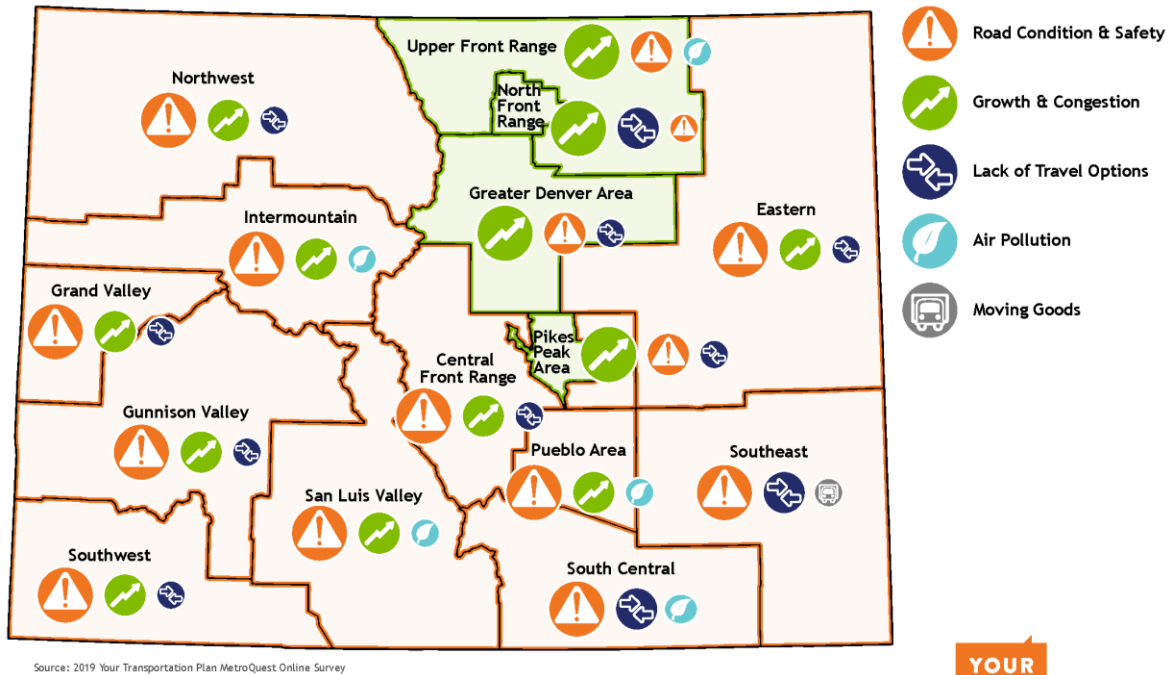 Upper Front Range
Northwest
North
Front
Range
Greater Denver Area
Intermountain
Eastern
Grand Valley
Pikes
Peak
Area
Central
Front Range
Gunnison Valley
Pueblo Area
Southeast
San Luis Valley
Southwest
South Central
Road Condition & Safety
Growth & Congestion
Lack of Travel Options
Air Pollution
Moving Goods
Source: 2019 Your Transportation Plan MetroQuest Online Survey
YOUR